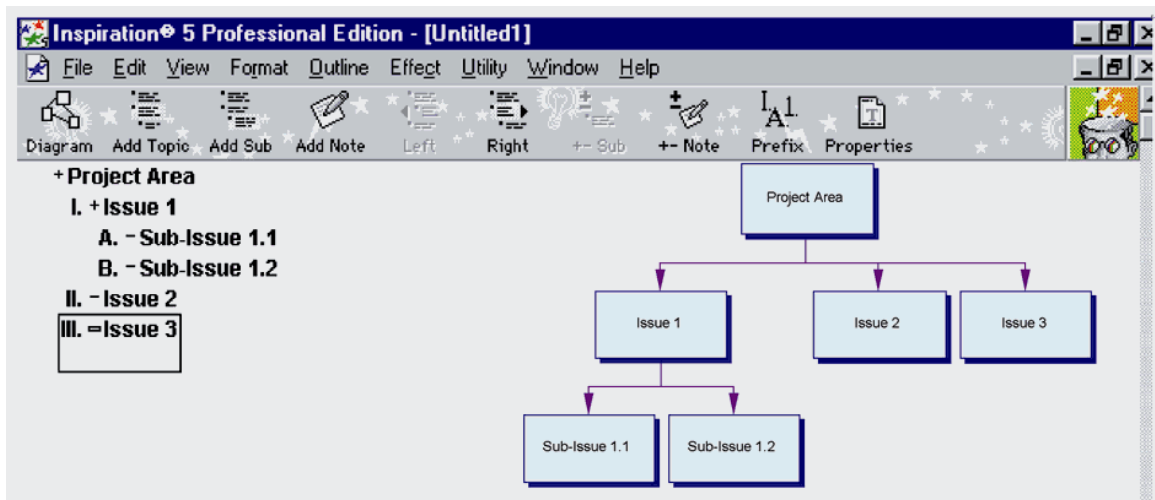 Inspiration® 5 Professional Edition - [Untitled1]
File Edit View Format Outline Effect Utility Window Help
Diagram Add Topic Add Sub Add Note Left Right +- Sub +- Note Prefix Properties
+ Project Area
I. + Issue 1
A. - Sub-Issue 1.1
B. - Sub-Issue 1.2
II. - Issue 2
III. - Issue 3
Project Area
Issue 1 Issue 2 Issue 3
Sub-Issue 1.1 Sub-Issue 1.2